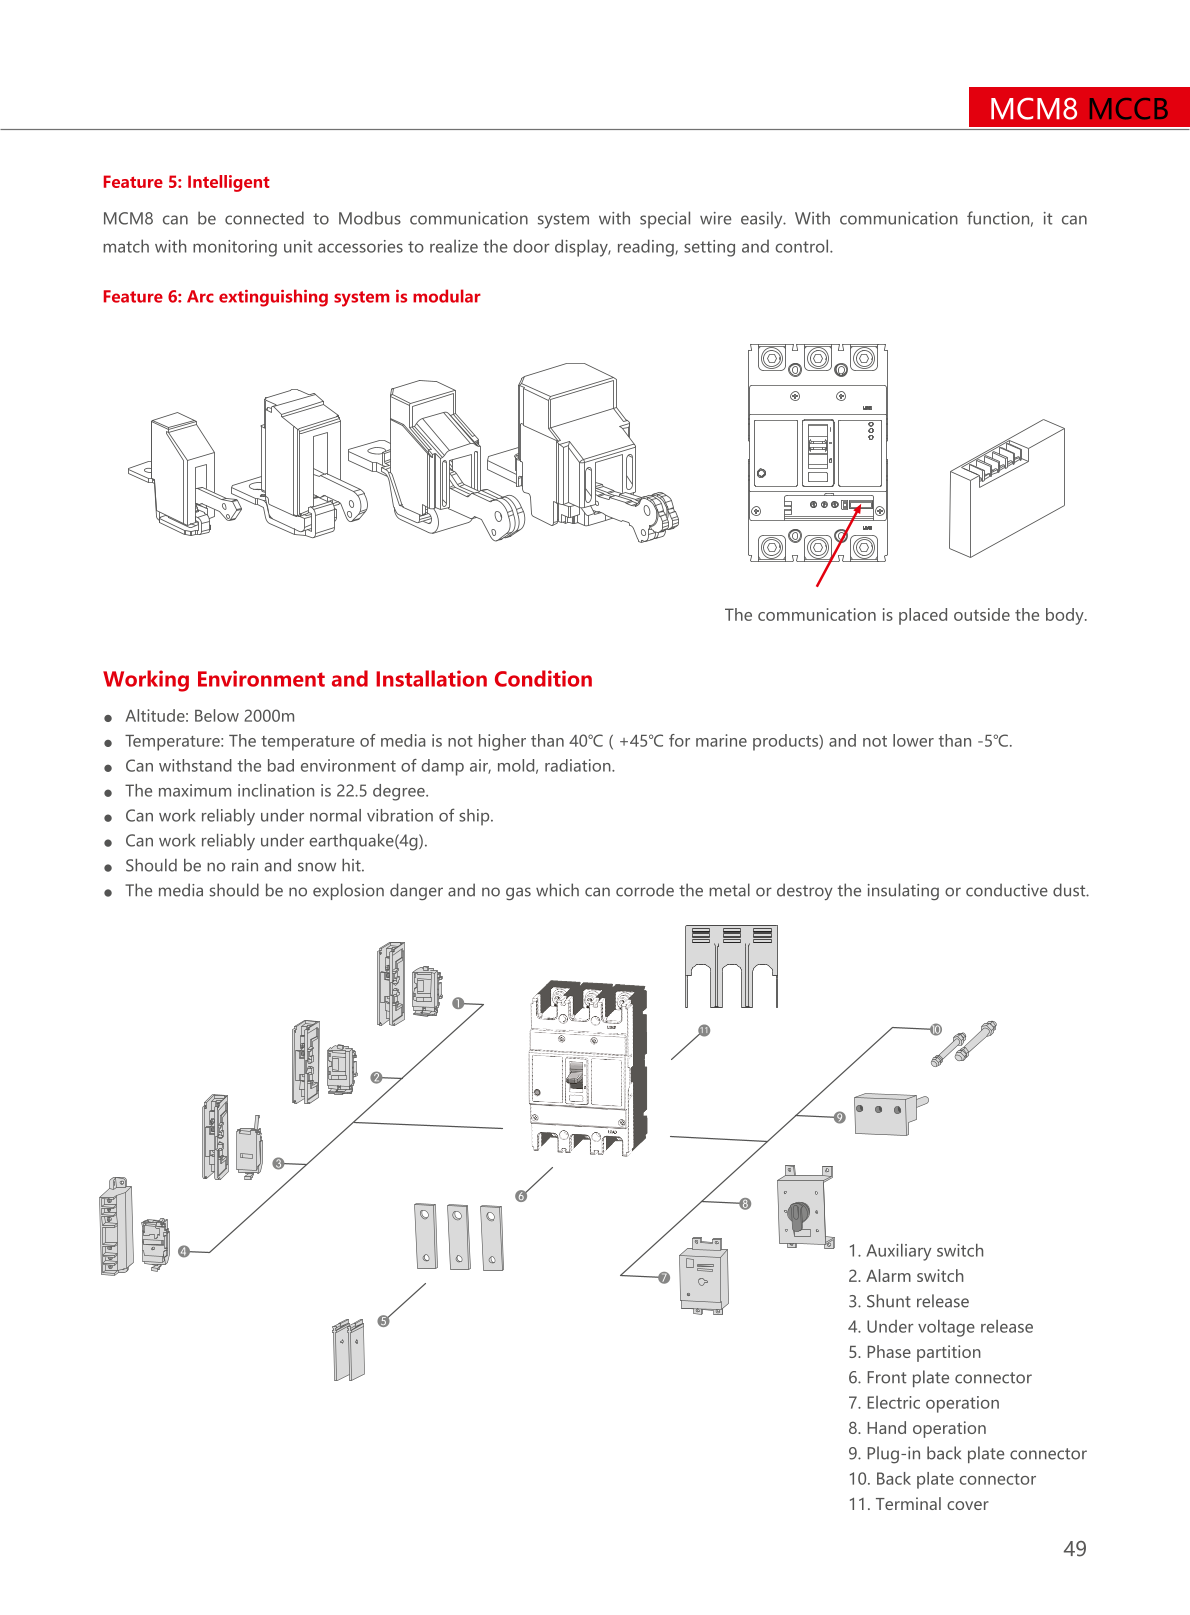 MCM8 MCCB
Feature 5: Intelligent
MCM8 can be connected to Modbus communication system with special wire easily. With communication function, it can
match with monitoring unit accessories to realize the door display, reading, setting and control.
Feature 6: Arc extinguishing system is modular
The communication is placed outside the body.
Working Environment and Installation Condition
● Altitude: Below 2000m
● Temperature: The temperature of media is not higher than 40℃ ( +45℃ for marine products) and not lower than -5℃.
● Can withstand the bad environment of damp air, mold, radiation.
● The maximum inclination is 22.5 degree.
● Can work reliably under normal vibration of ship.
● Can work reliably under earthquake(4g).
● Should be no rain and snow hit.
● The media should be no explosion danger and no gas which can corrode the metal or destroy the insulating or conductive dust.
1
11
10
2
9
3
6
8
4
7
5
1. Auxiliary switch
2. Alarm switch
3. Shunt release
4. Under voltage release
5. Phase partition
6. Front plate connector
7. Electric operation
8. Hand operation
9. Plug-in back plate connector
10. Back plate connector
11. Terminal cover
49